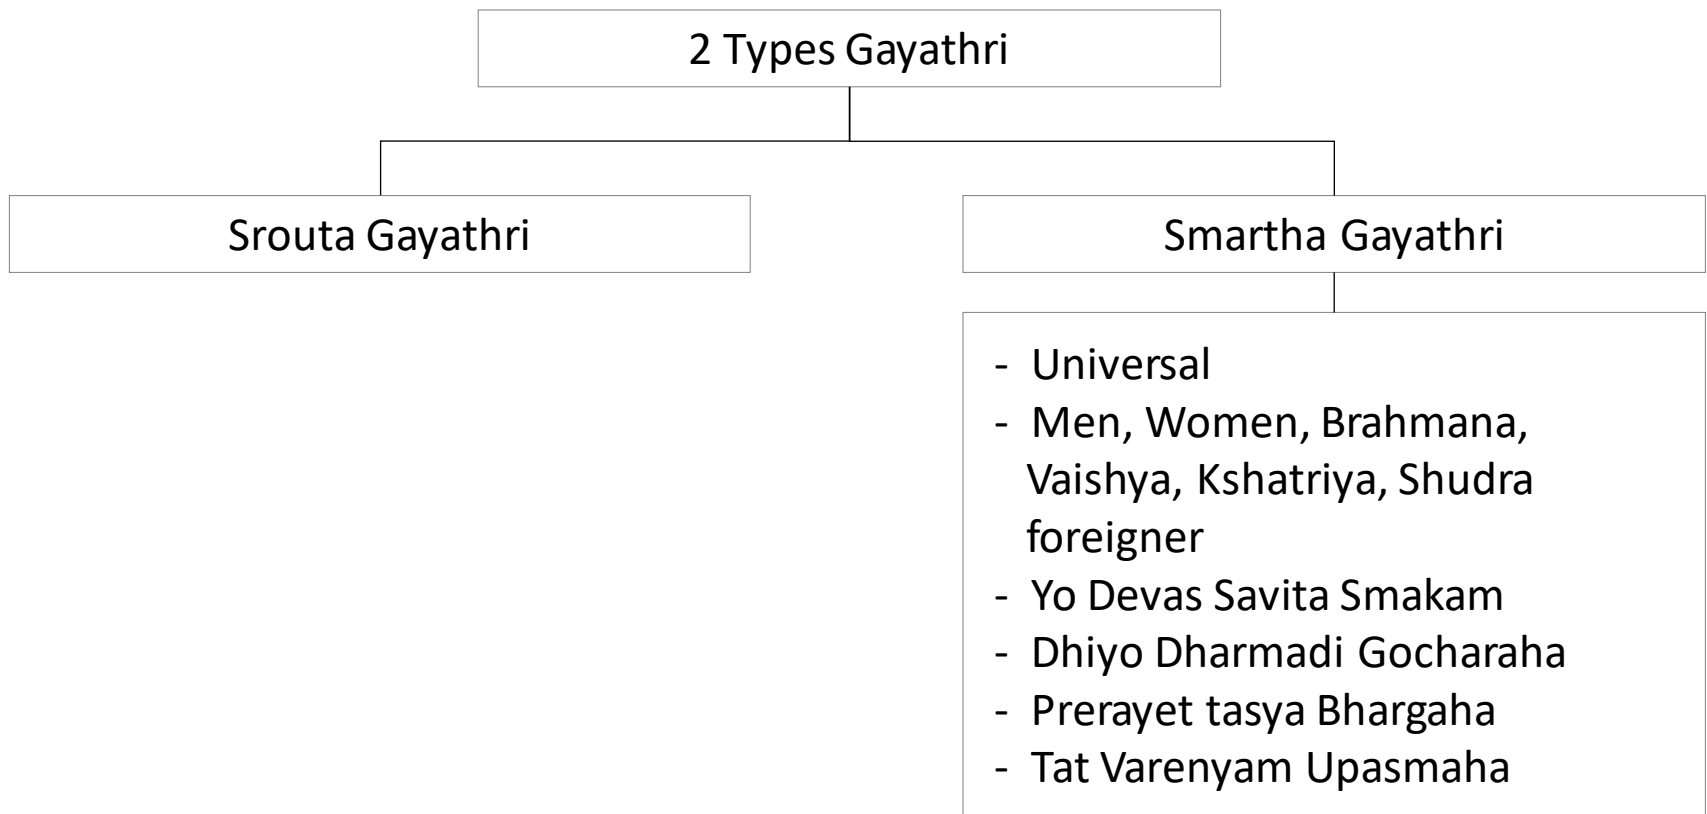 2 Types Gayathri
Srouta Gayathri
Smartha Gayathri
- Universal
- Men, Women, Brahmana,
Vaishya, Kshatriya, Shudra
foreigner
- Yo Devas Savita Smakam
- Dhiyo Dharmadi Gocharaha
- Prerayet tasya Bhargaha
- Tat Varenyam Upasmaha